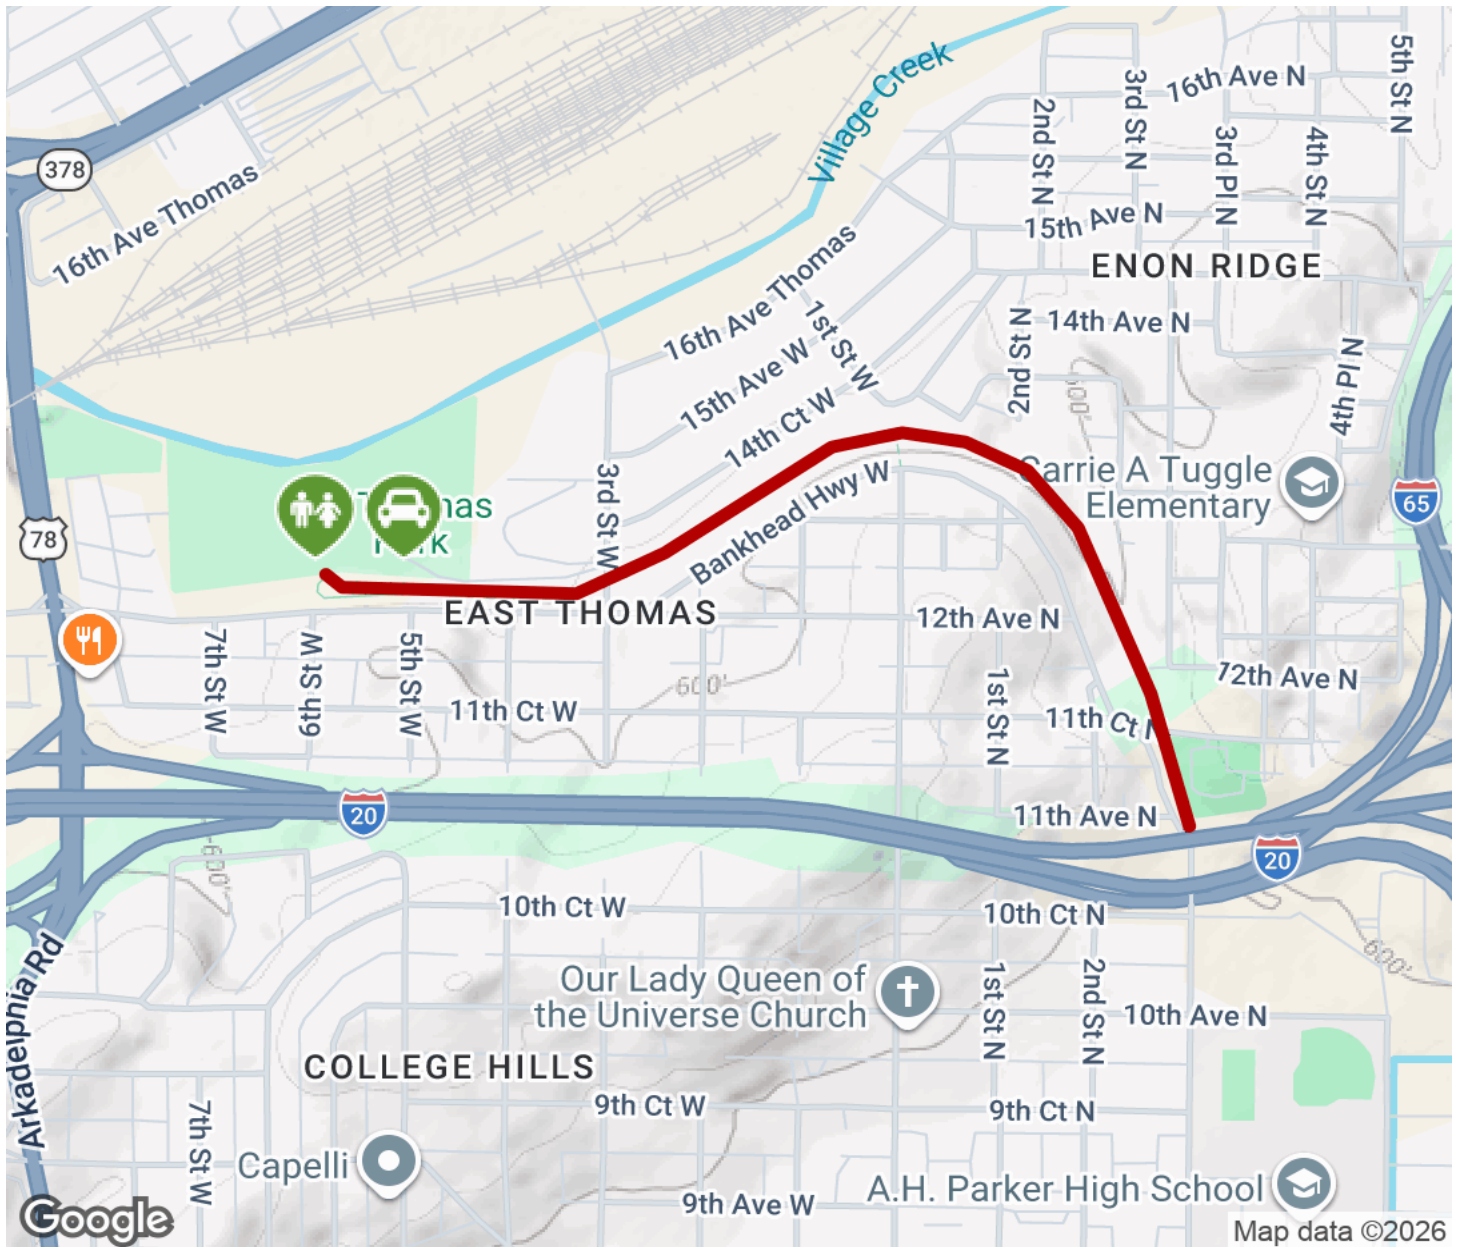 5th St N
Village Creek
16th Ave N
3rd St N
2nd St N
3rd Pl N
4th St N
378
16th Ave Thomas
15th Ave N
ENON RIDGE
16th Ave Thomas
1st St W
14th Ave N
2nd St N
4th Pl N
15th Ave W
14th Ct W
600'
3rd St W
Bankhead Hwy W
Carrie A Tuggle
Elementary
65
Thomas
Park
78
EAST THOMAS
12th Ave N
7th St W
6th St W
5th St W
600'
1st St N
12th Ave N
11th Ct W
11th Ct N
20
11th Ave N
20
600'
10th Ct W
10th Ct N
Arkadelphia Rd
600'
Our Lady Queen of
the Universe Church
1st St N
2nd St N
10th Ave N
COLLEGE HILLS
9th Ct W
9th Ct N
7th St W
Capelli
9th Ave W
A.H. Parker High School
Google
Map data ©2026